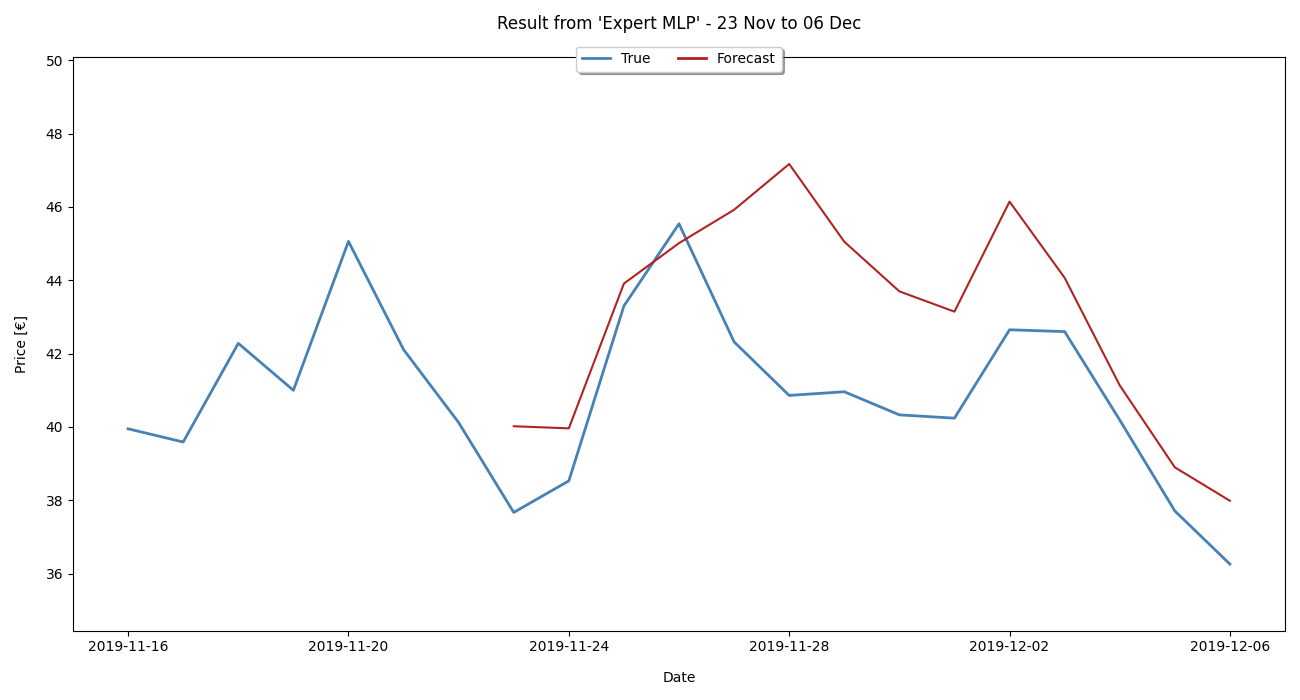 Result from 'Expert MLP' - 23 Nov to 06 Dec
True Forecast
50
48
46
44
42
40
38
36
Price [€]
2019-11-16 2019-11-20 2019-11-24 2019-11-28 2019-12-02 2019-12-06
Date